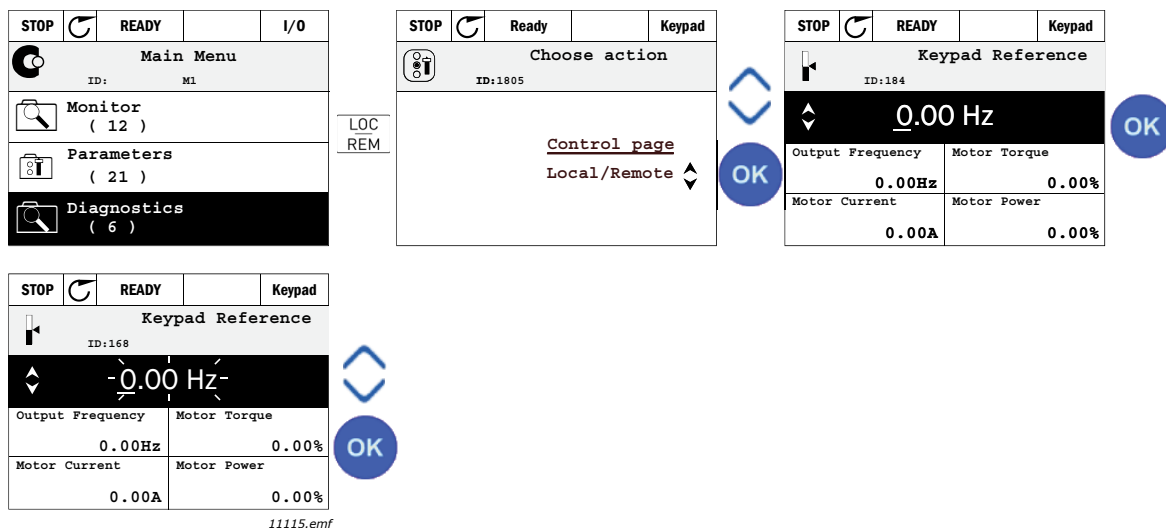 STOP READY I/O
Main Menu
ID: M1
Monitor
( 12 )
Parameters
( 21 )
Diagnostics
( 6 )
LOC
REM
STOP Ready Keypad
Choose action
ID:1805
Control page
Local/Remote
OK
STOP READY Keypad
Keypad Reference
ID:184
0.00 Hz
Output Frequency Motor Torque
0.00Hz 0.00%
Motor Current Motor Power
0.00A 0.00%
OK
STOP READY Keypad
Keypad Reference
ID:168
0.00 Hz
Output Frequency Motor Torque
0.00Hz 0.00%
Motor Current Motor Power
0.00A 0.00%
OK
11115.emf